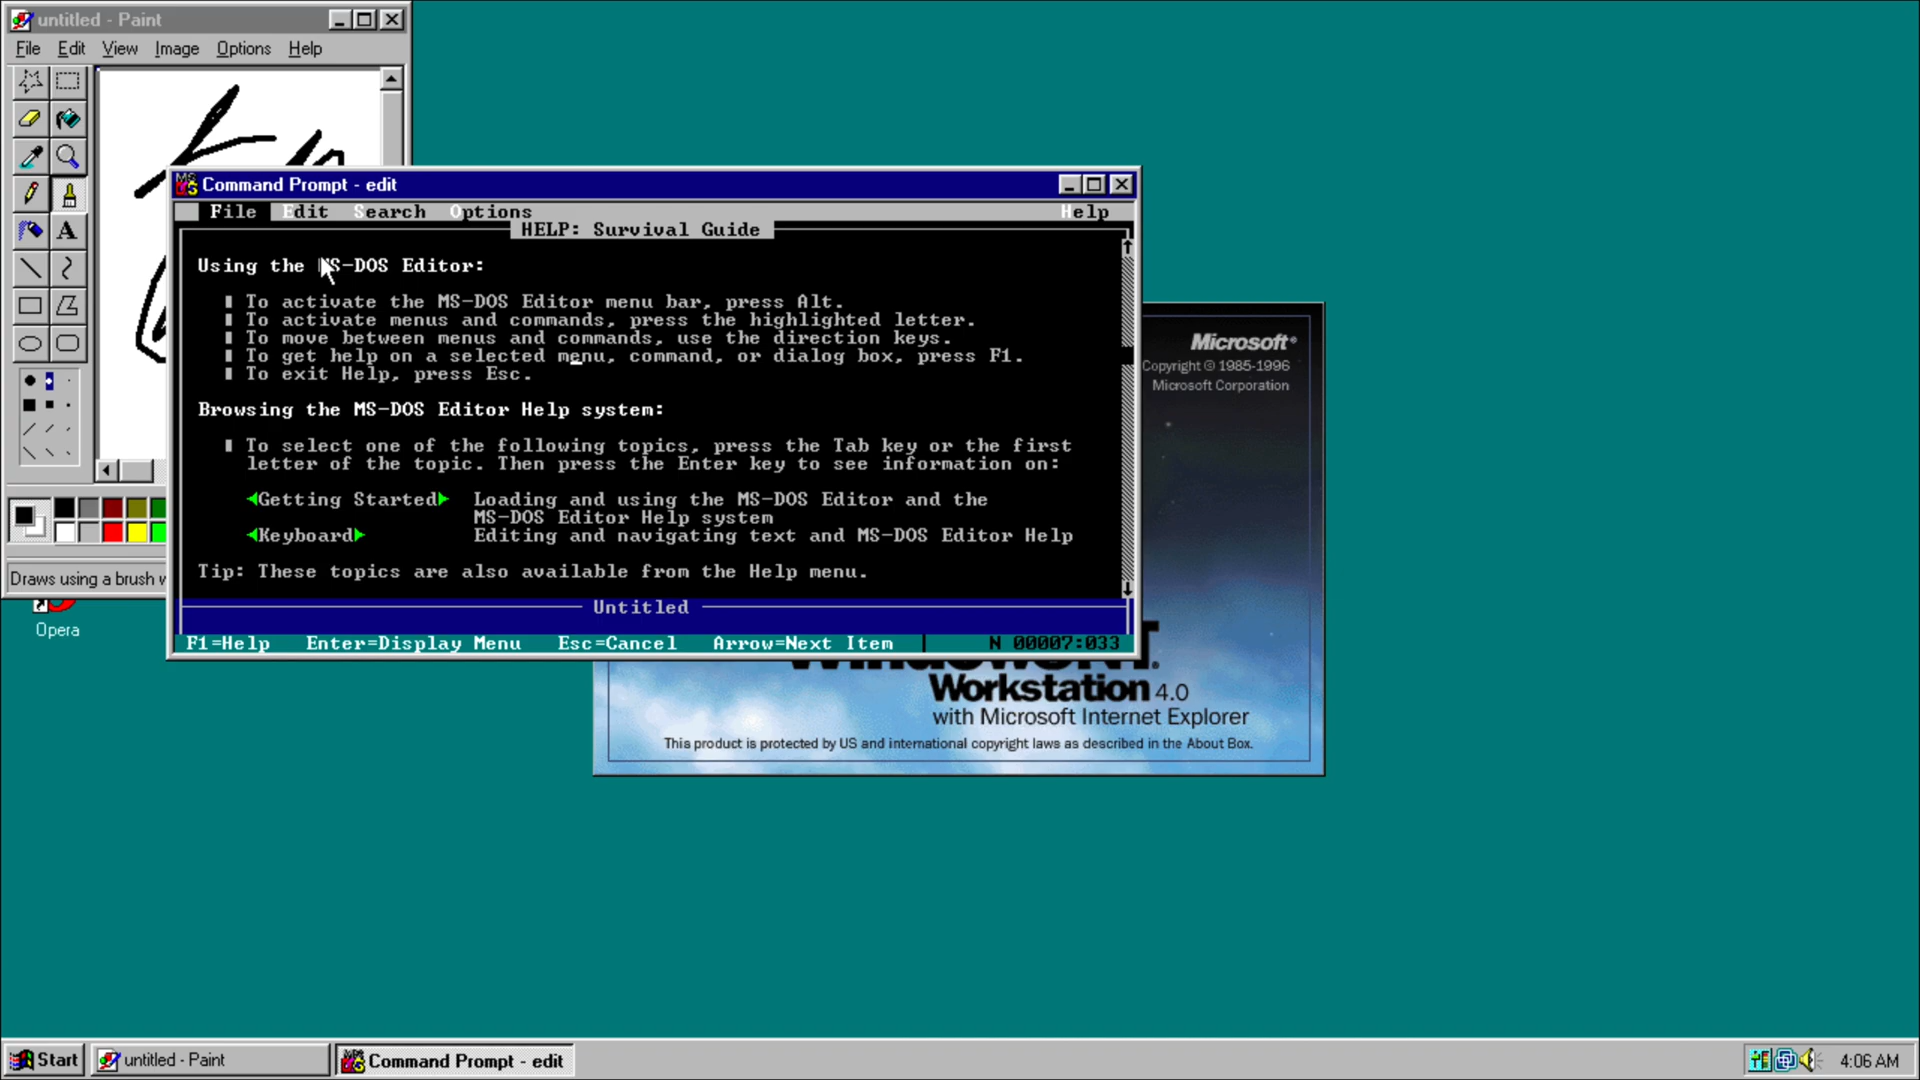 untitled - Paint
File Edit View Image Options Help
Command Prompt - edit
File Edit Search Options Help
HELP: Survival Guide
Using the MS-DOS Editor:
To activate the MS-DOS Editor menu bar, press Alt.
To activate menus and commands, press the highlighted letter.
To move between menus and commands, use the direction keys.
To get help on a selected menu, command, or dialog box, press F1.
To exit Help, press Esc.
Browsing the MS-DOS Editor Help system:
To select one of the following topics, press the Tab key or the first
letter of the topic. Then press the Enter key to see information on:
Getting Started Loading and using the MS-DOS Editor and the
MS-DOS Editor Help system
Keyboard Editing and navigating text and MS-DOS Editor Help
Tip: These topics are also available from the Help menu.
Untitled
F1=Help Enter=Display Menu Esc=Cancel Arrow=Next Item N 00007:033
Draws using a brush w
Opera
Microsoft®
Copyright © 1985-1996
Microsoft Corporation
Workstation 4.0
with Microsoft Internet Explorer
This product is protected by US and international copyright laws as described in the About Box.
Start untitled - Paint Command Prompt - edit 4:06 AM